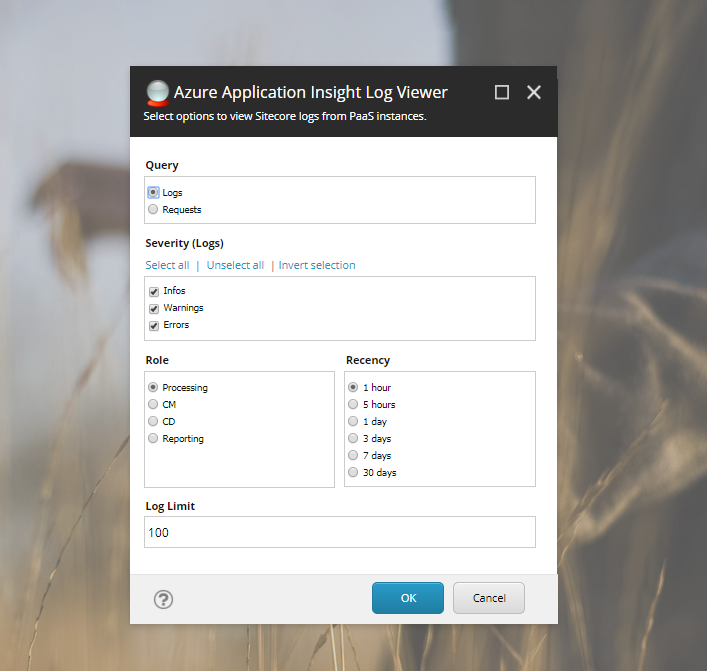 Azure Application Insight Log Viewer
Select options to view Sitecore logs from PaaS instances.
Query
Logs
Requests
Severity (Logs)
Select all | Unselect all | Invert selection
Infos
Warnings
Errors
Role
Processing
CM
CD
Reporting
Recency
1 hour
5 hours
1 day
3 days
7 days
30 days
Log Limit
100
?
OK
Cancel